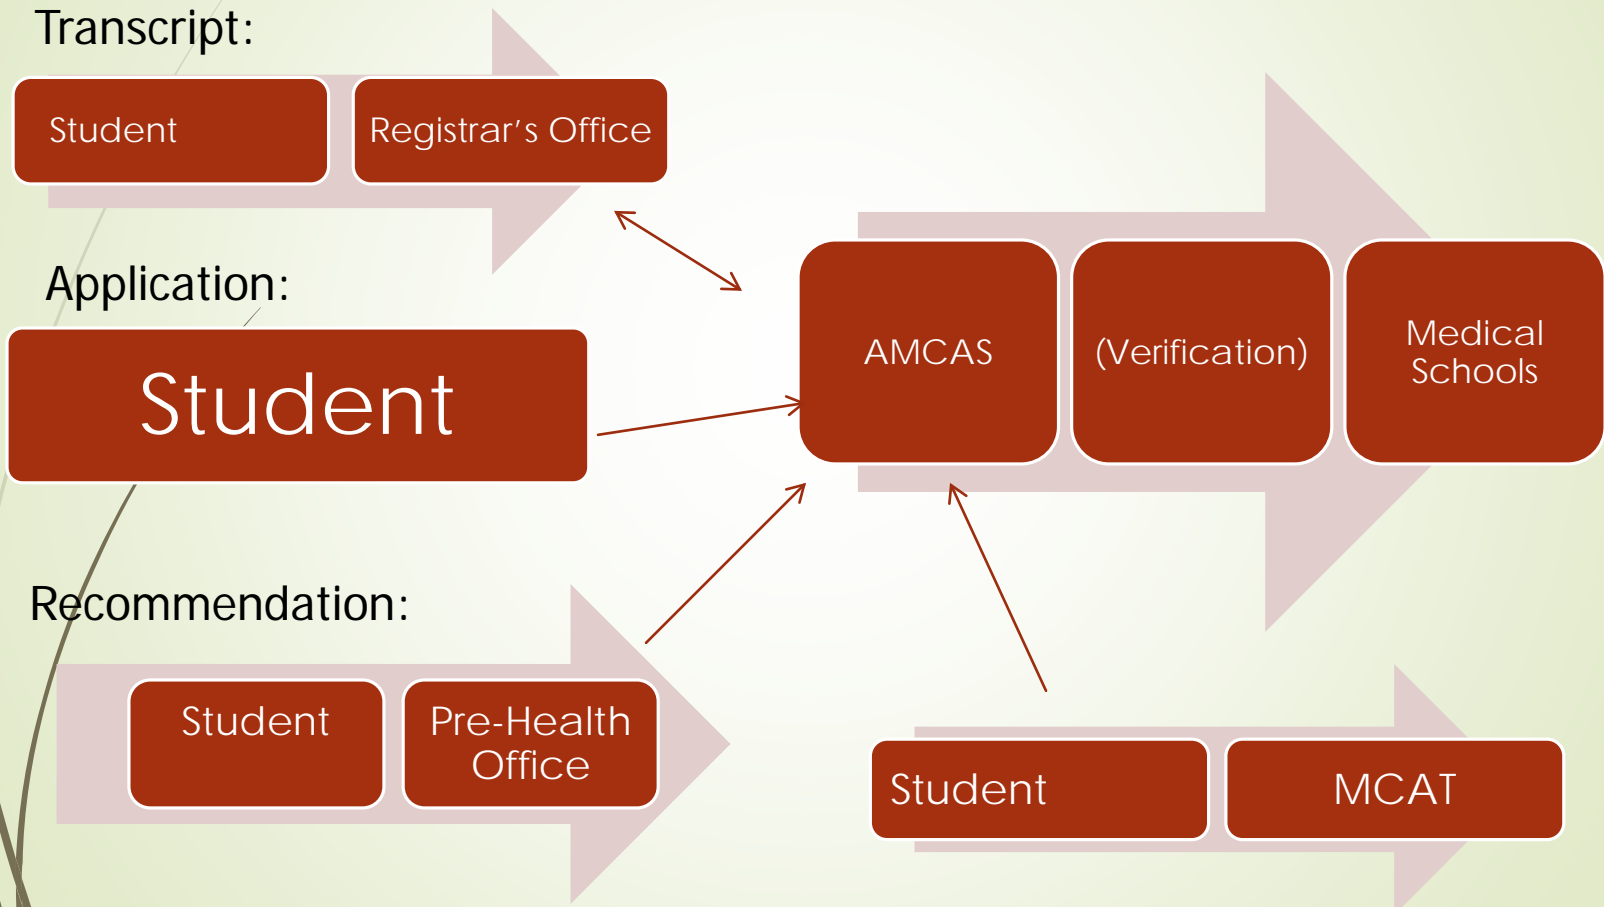 Transcript:
Student
Registrar's Office
Application:
Student
AMCAS
(Verification)
Medical
Schools
Recommendation:
Student
Pre-Health
Office
Student
MCAT